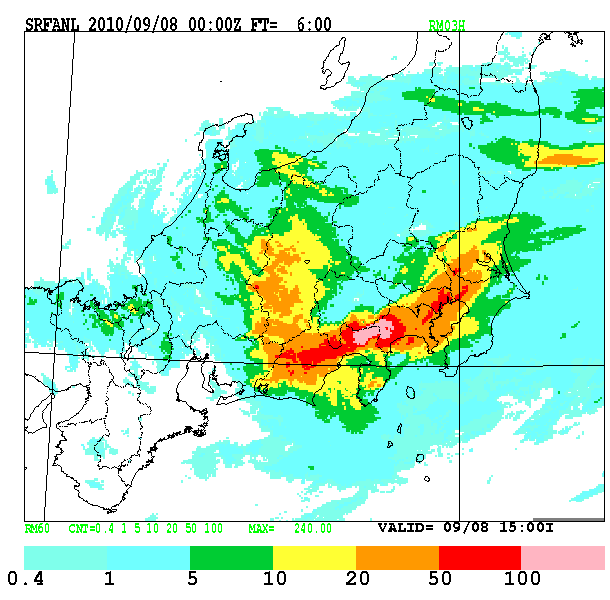 SRFANL 2010/09/08 00:00Z FT= 6:00 RM03H
RM60 CNT=0.4 1 5 10 20 50 100 MAX= 240.00 VALID= 09/08 15:00I
0.4 1 5 10 20 50 100